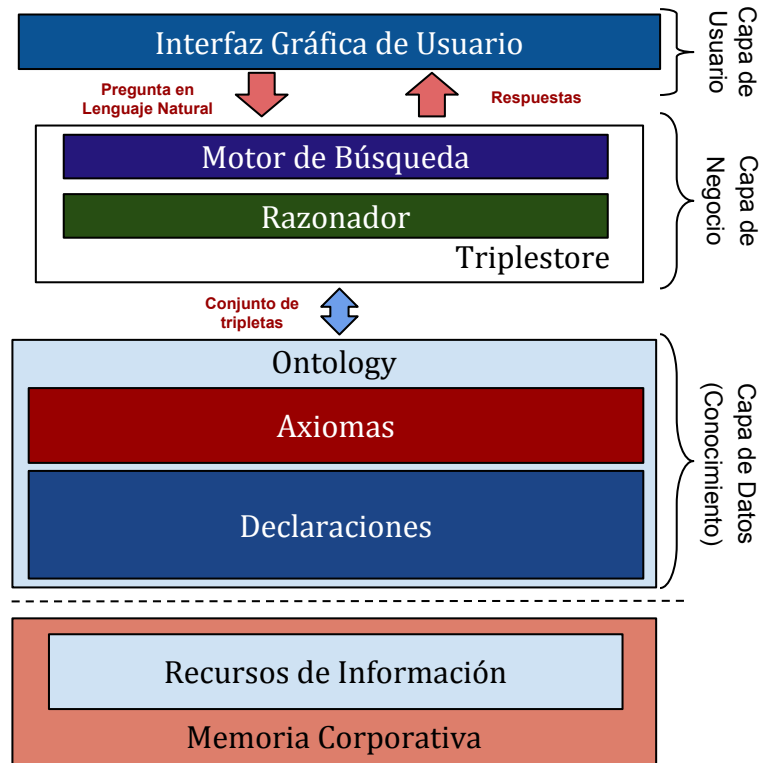 Interfaz Gráfica de Usuario
Capa de
Usuario
Pregunta en
Lenguaje Natural
Respuestas
Motor de Búsqueda
Razonador
Triplestore
Capa de
Negocio
Conjunto de
tripletas
Ontology
Axiomas
Declaraciones
Capa de Datos
(Conocimiento)
Recursos de Información
Memoria Corporativa